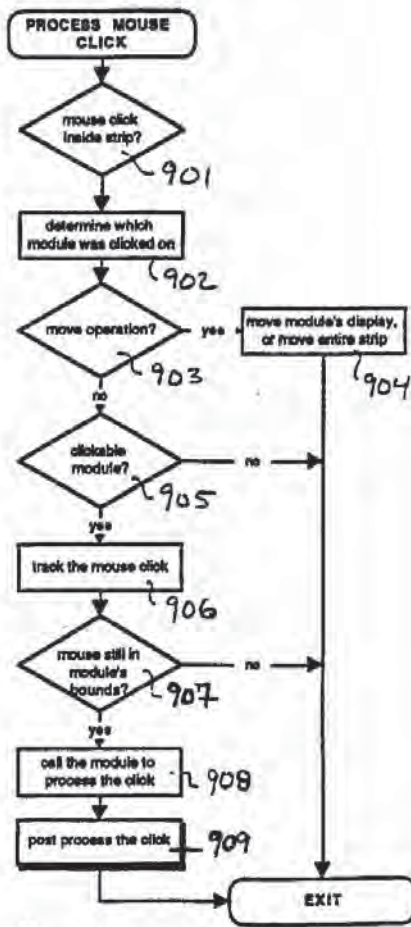 PROCESS MOUSE
CLICK
mouse click
inside strip?
901
determine which
module was clicked on
902
move operation?
903
yes
move module's display,
or move entire strip
904
no
clickable
module?
905
no
yes
track the mouse click
906
mouse still in
module's
bounds?
907
no
yes
call the module to
process the click
908
post process the click
909
EXIT